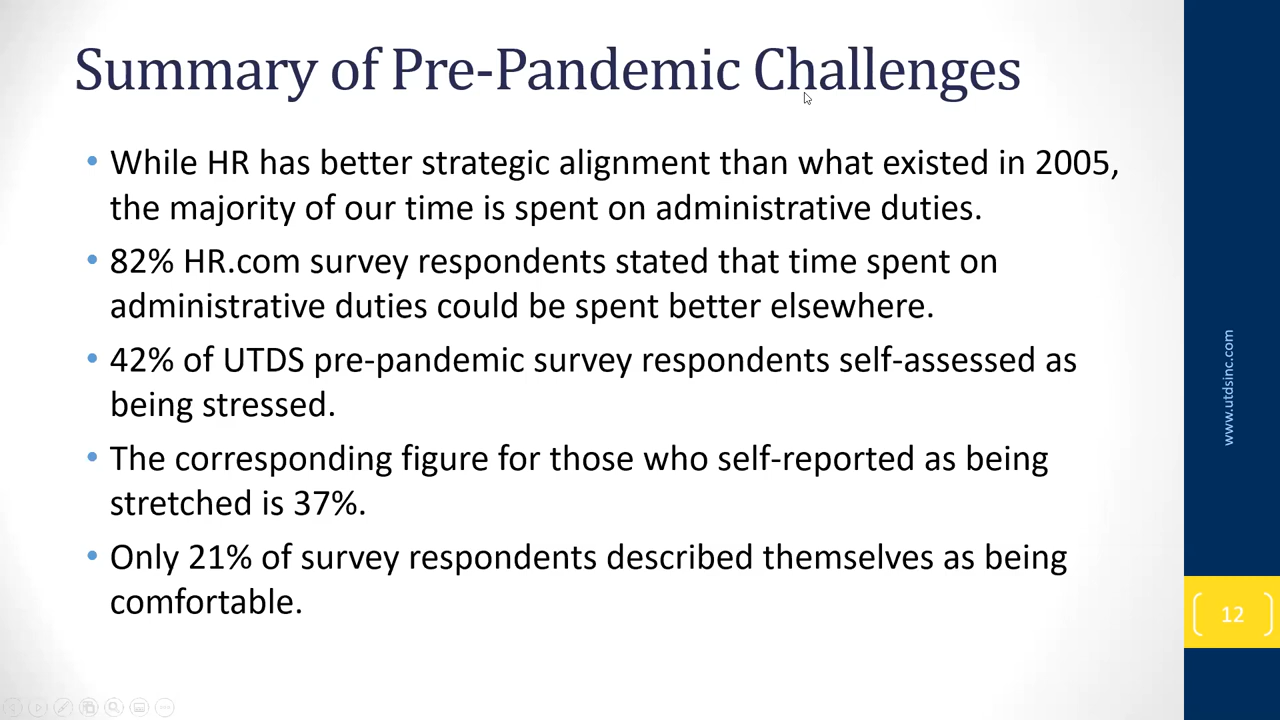 Summary of Pre-Pandemic Challenges
• While HR has better strategic alignment than what existed in 2005,
the majority of our time is spent on administrative duties.
• 82% HR.com survey respondents stated that time spent on
administrative duties could be spent better elsewhere.
• 42% of UTDS pre-pandemic survey respondents self-assessed as
being stressed.
• The corresponding figure for those who self-reported as being
stretched is 37%.
• Only 21% of survey respondents described themselves as being
comfortable.
www.utdsinc.com
12